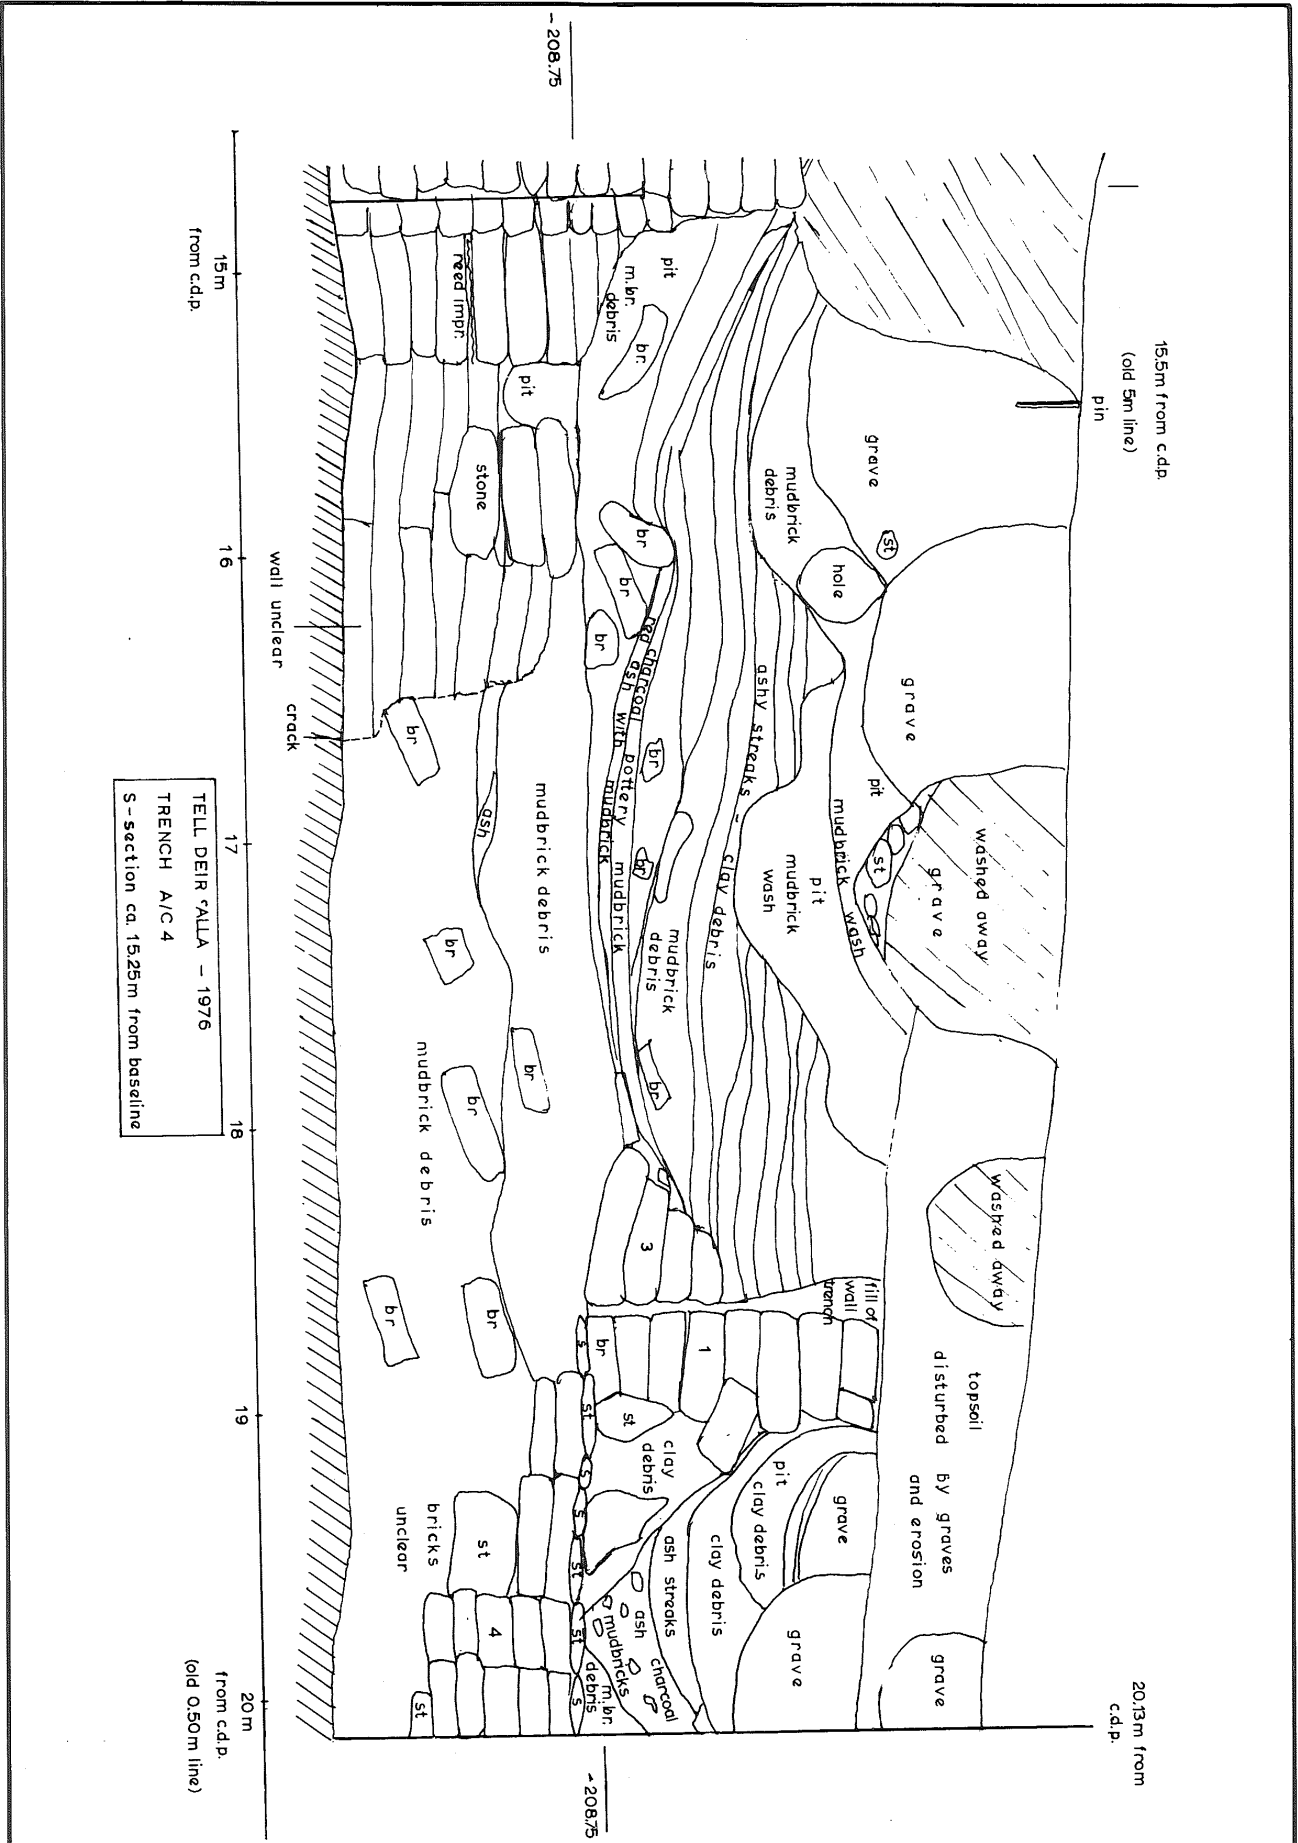 15.5m from c.d.p.
(old 5m line)
pin
20.13m from
c.d.p.
- 208.75
- 208.75
grave
st
hole
grave
washed away
grave
st
pit
washed away
topsoil
disturbed by graves
and erosion
grave
grave
grave
pit
clay debris
clay debris
ash streaks
ash
charcoal
mudbricks
m.br.
debris
clay
debris
fill of
wall
trench
1
br
st
3
mudbrick
debris
mudbrick wash
pit
mudbrick
wash
ashy streaks - clay debris
mudbrick
debris
br
br
br
red charcoal
ash with pottery
mudbrick
mudbrick
pit
m.br.
debris
br.
br
br
br
reed impr.
pit
stone
mudbrick debris
ash
br
br
br
br
mudbrick debris
br
br
s
st
s
s
st
st
s
st
4
st
bricks
unclear
wall unclear
crack
15m
from c.d.p.
16
17
18
19
20m
from c.d.p.
(old 0.50m line)
TELL DEIR ʿALLA - 1976
TRENCH A/C 4
S-section ca. 15.25m from baseline